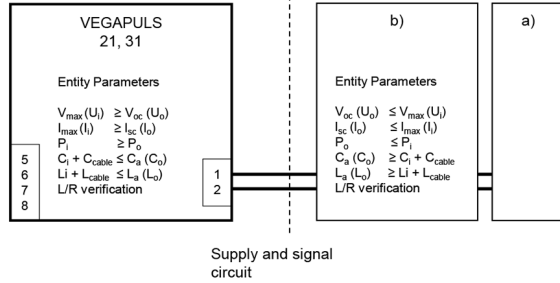 VEGAPULS
21, 31
Entity Parameters
Vmax (Ui) ≥ Voc (Uo)
Imax (Ii) ≥ Isc (Io)
Pi ≥ Po
Ci + Ccable ≤ Ca (Co)
Li + Lcable ≤ La (Lo)
L/R verification
5
6
7
8
1
2
b)
Entity Parameters
Voc (Uo) ≤ Vmax (Ui)
Isc (Io) ≤ Imax (Ii)
Po ≤ Pi
Ca (Co) ≥ Ci + Ccable
La (Lo) ≥ Li + Lcable
L/R verification
a)
Supply and signal
circuit